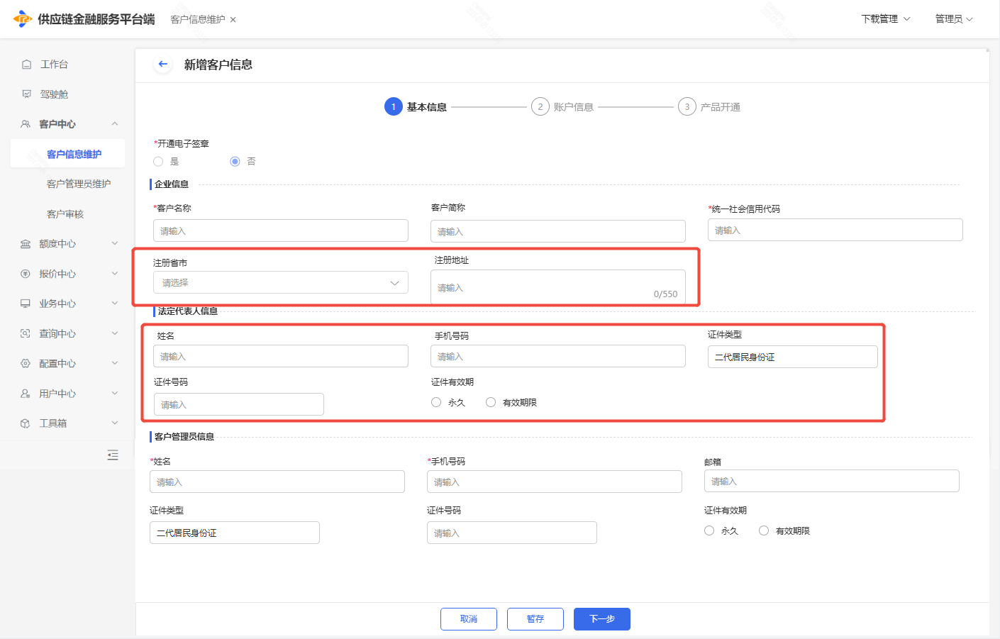 供应链金融服务平台端
客户信息维护 ×
下载管理
管理员
工作台
驾驶舱
客户中心
客户信息维护
客户管理员维护
客户审核
额度中心
报价中心
业务中心
查询中心
配置中心
用户中心
工具箱
新增客户信息
1 基本信息
2 账户信息
3 产品开通
*开通电子签章
是
否
企业信息
*客户名称
客户简称
*统一社会信用代码
请输入
请输入
请输入
注册省市
注册地址
请选择
请输入
0/550
法定代表人信息
姓名
手机号码
证件类型
请输入
请输入
二代居民身份证
证件号码
证件有效期
请输入
永久
有效期限
客户管理员信息
*姓名
*手机号码
邮箱
请输入
请输入
请输入
证件类型
证件号码
证件有效期
二代居民身份证
请输入
永久
有效期限
取消
暂存
下一步